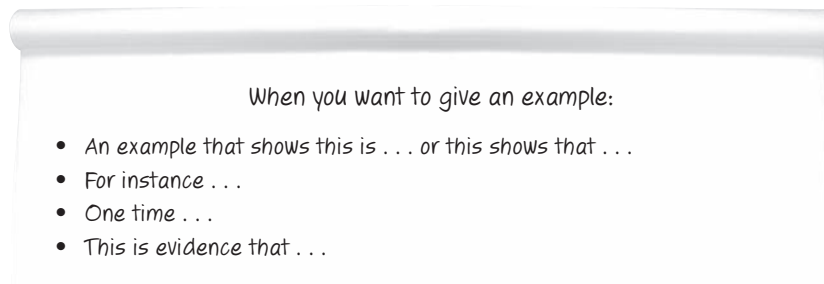 When you want to give an example:
• An example that shows this is . . . or this shows that . . .
• For instance . . .
• One time . . .
• This is evidence that . . .